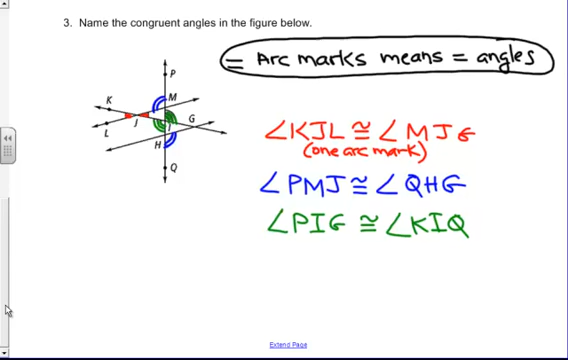 3. Name the congruent angles in the figure below.
= Arc marks means = angles
P
K
M
J
G
I
L
H
Q
∠KJL ≅ ∠MJG
(one arc mark)
∠PMJ ≅ ∠QHG
∠PIG ≅ ∠KIQ
Extend Page